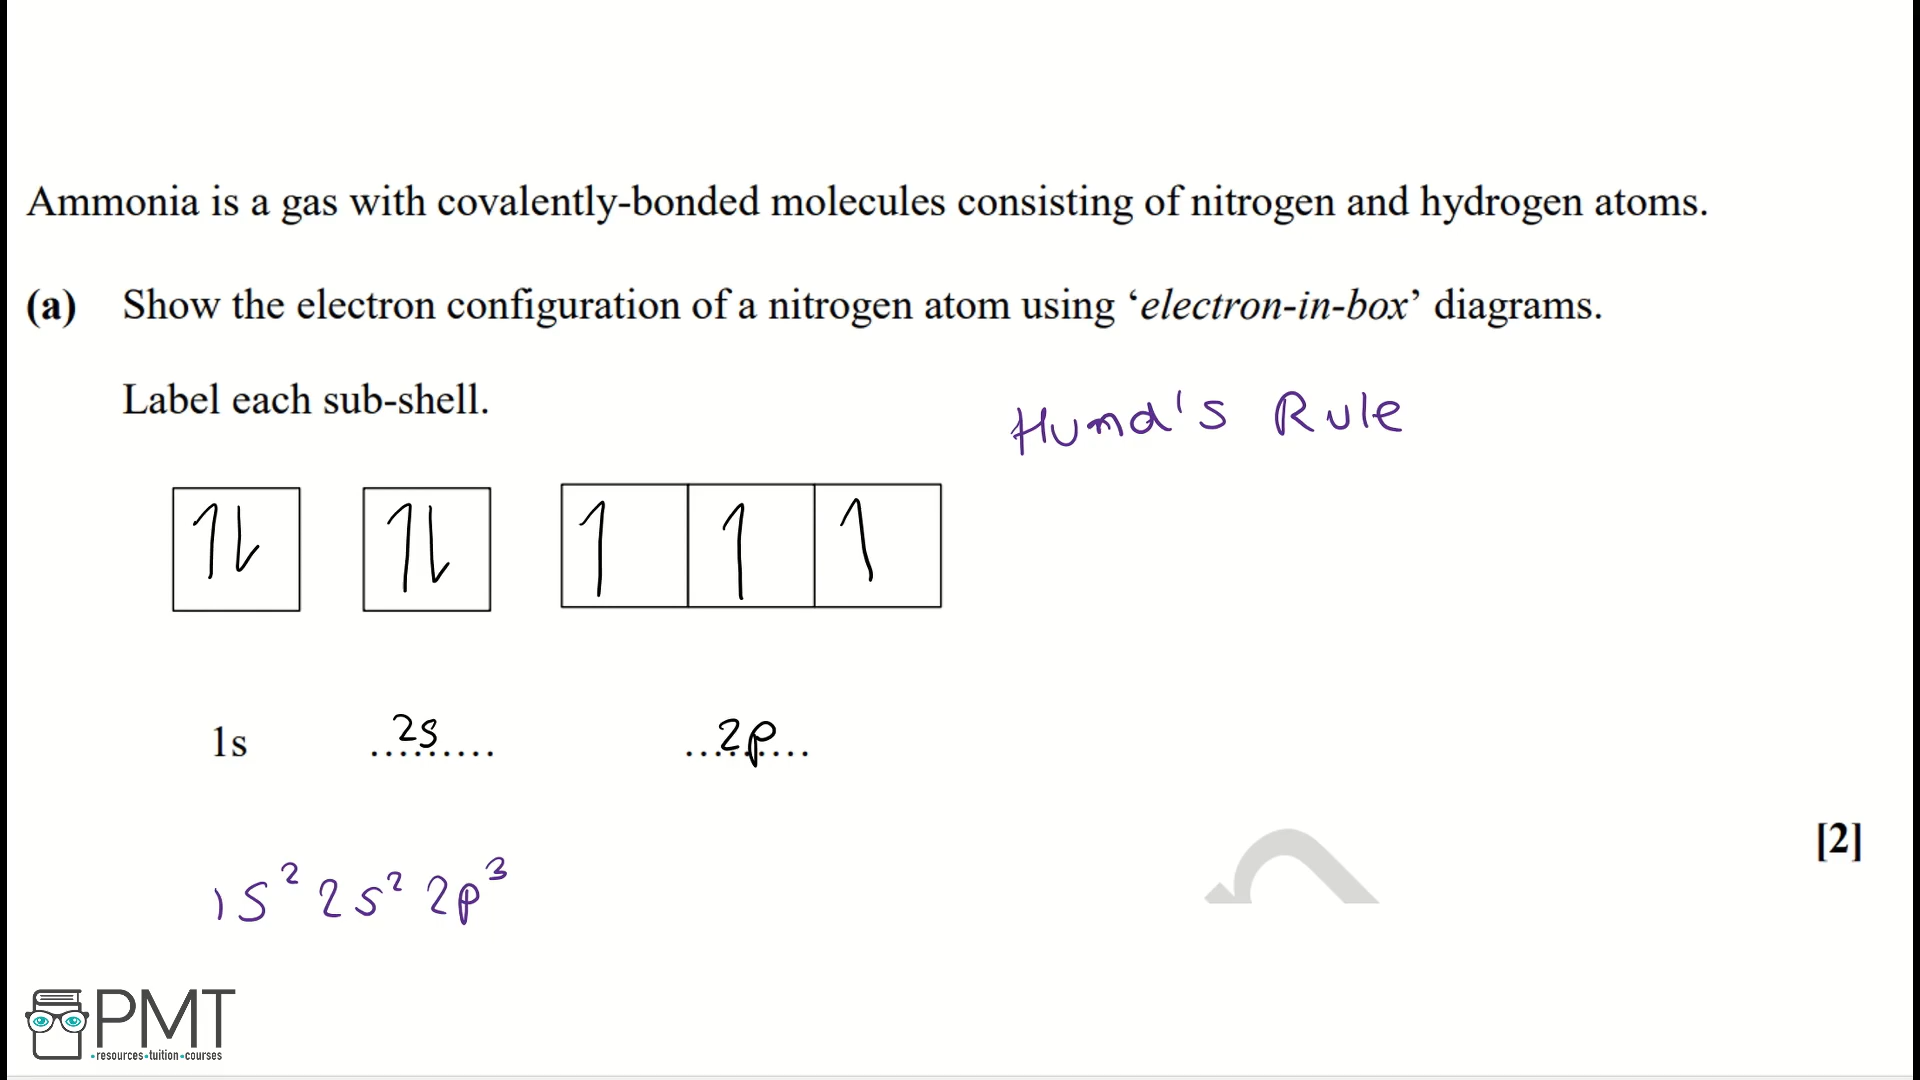 Ammonia is a gas with covalently-bonded molecules consisting of nitrogen and hydrogen atoms.
(a) Show the electron configuration of a nitrogen atom using ‘electron-in-box’ diagrams.
Label each sub-shell.
Hund's Rule
1s 2s 2p
[2]
1s² 2s² 2p³
PMT
•resources•tuition•courses